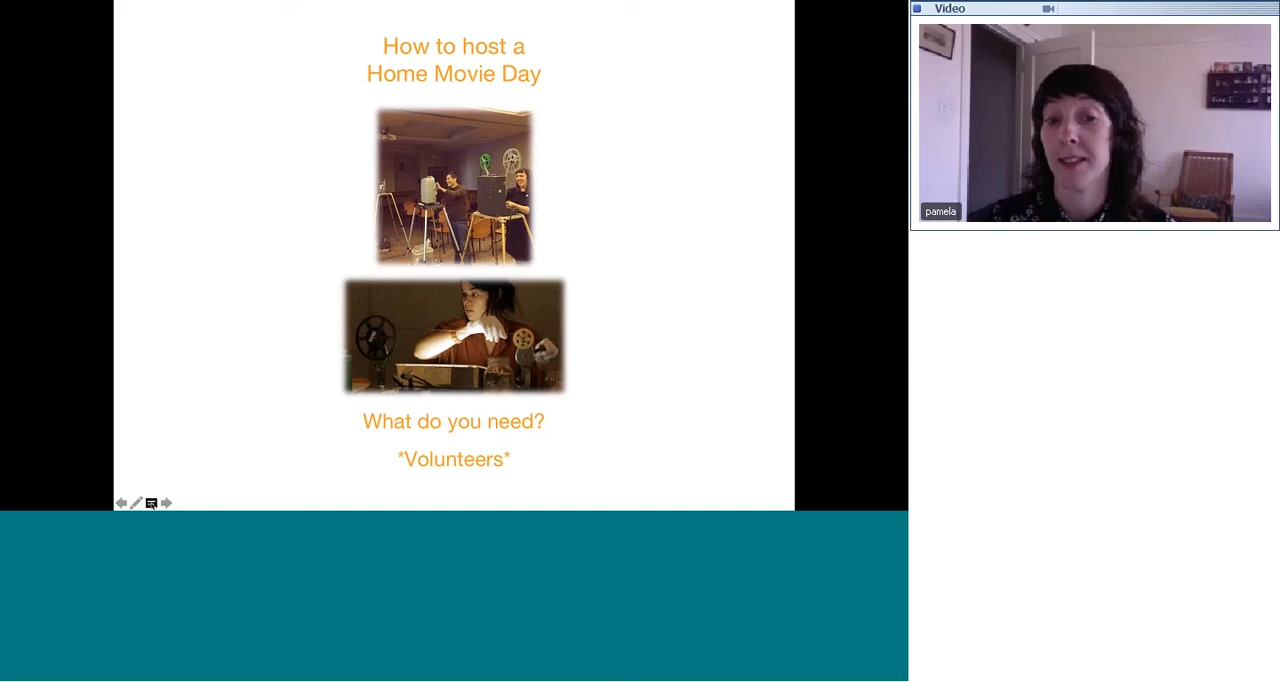 How to host a
Home Movie Day
What do you need?
*Volunteers*
Video
pamela